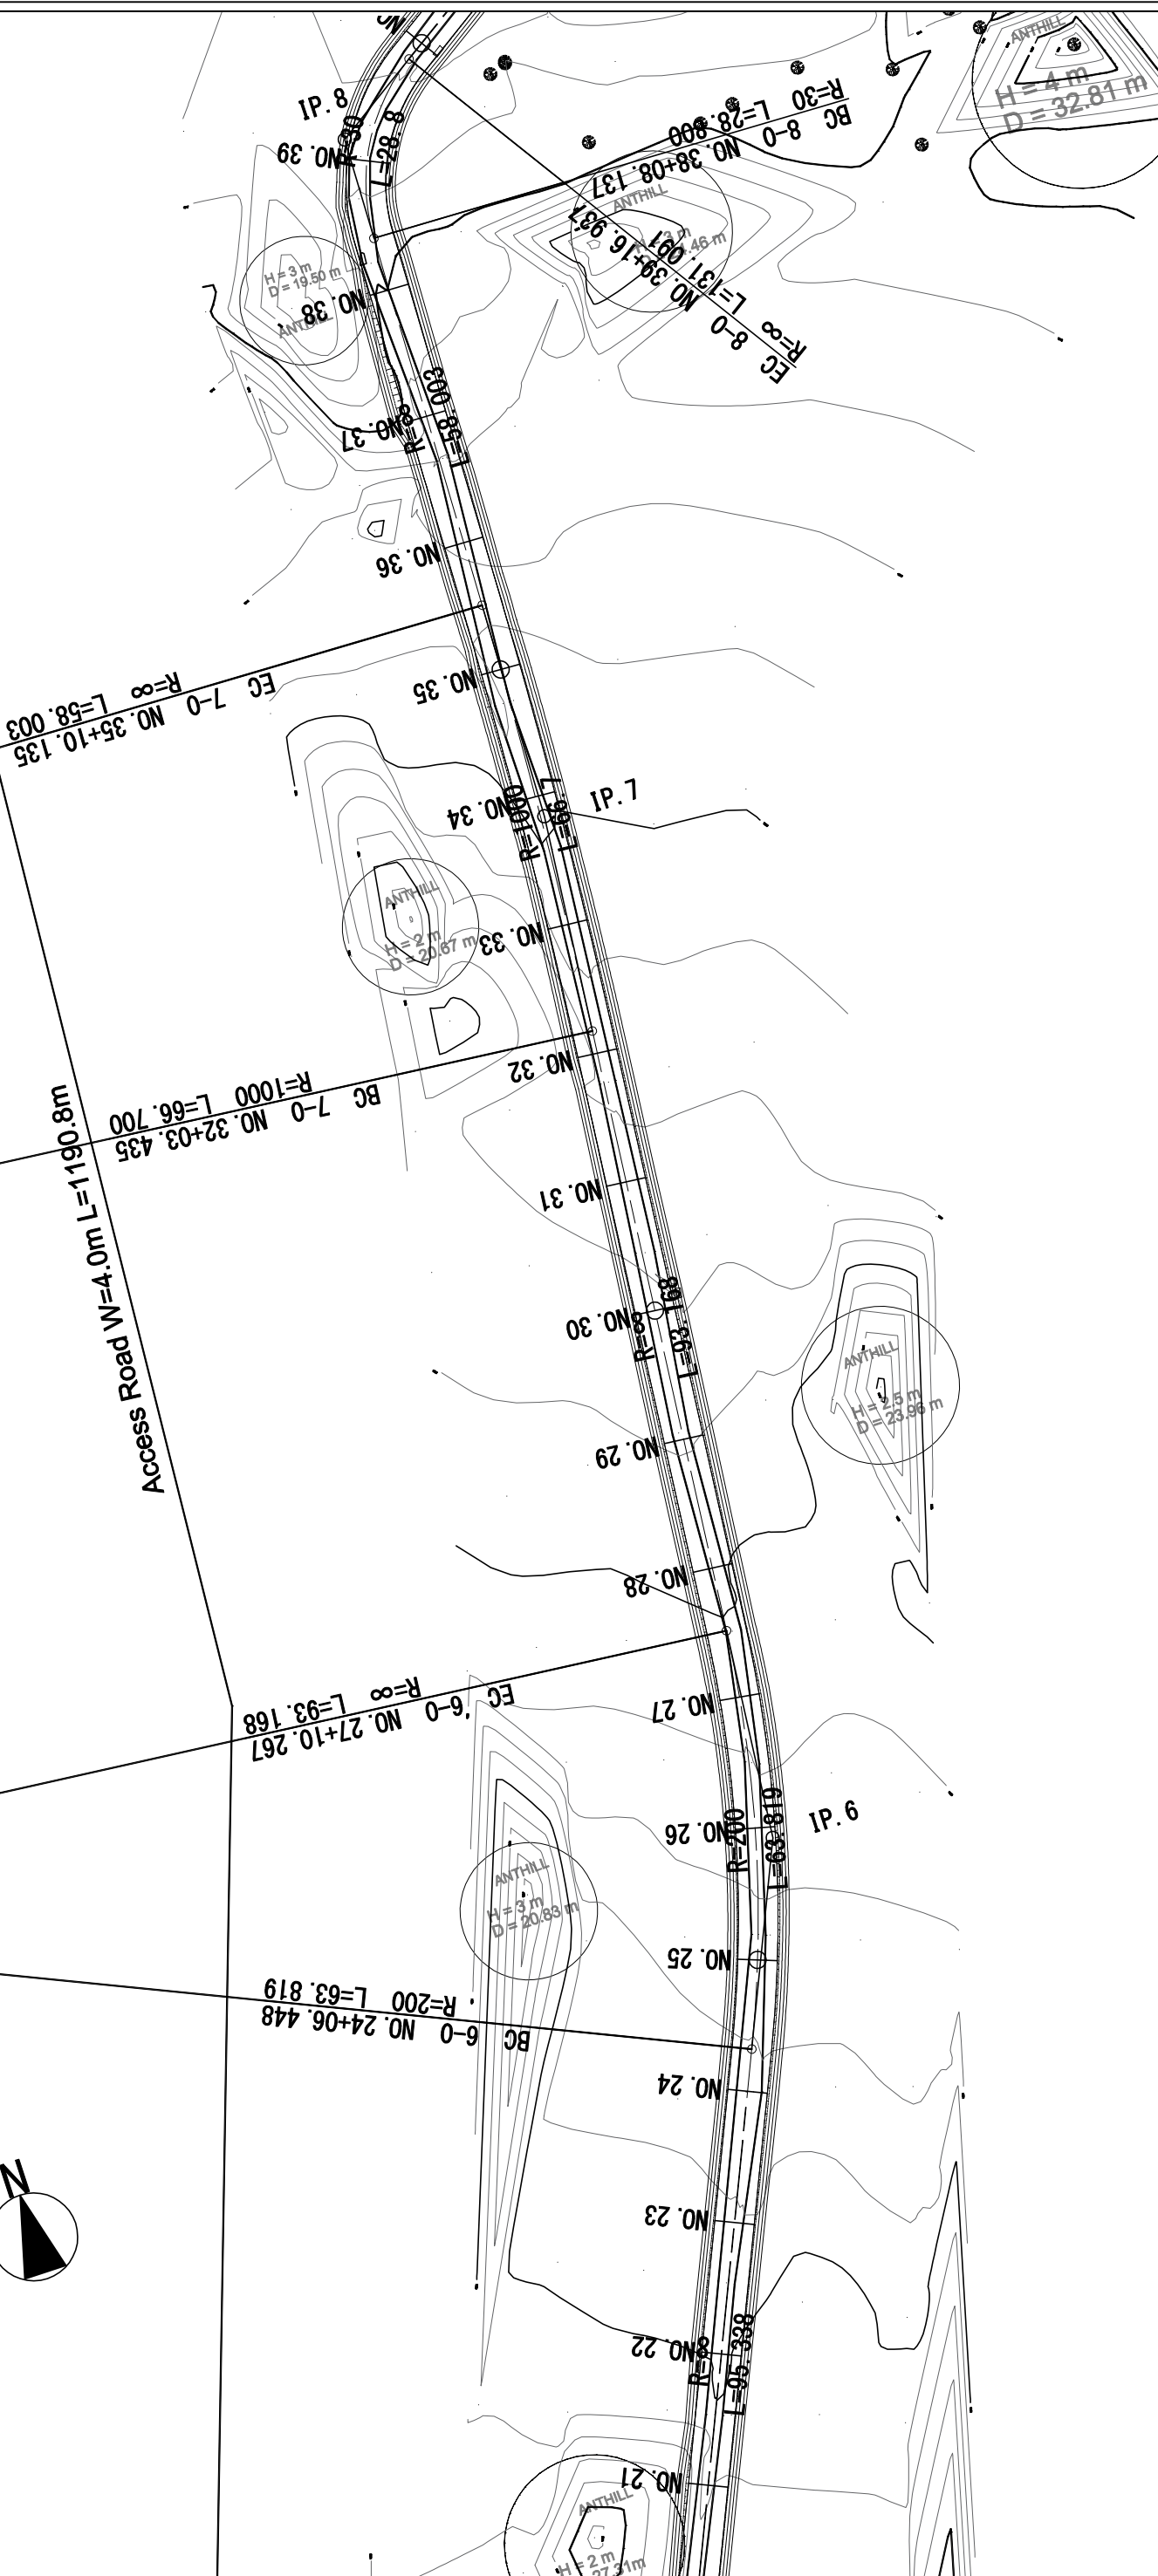 IP. 8
NO. 39
R=30
L=28. 8
ANTHILL
H = 4 m
D = 32.81 m
R=30 L=28. 800
BC 8-0 NO. 38+08. 137
ANTHILL
H = 3 m
D = 19.50 m
ANTHILL
NO. 38
EC 8-0 NO. 39+16. 937
R=∞ L=131. 091
NO. 37
R=∞
L=58. 003
NO. 36
R=∞ L=58. 003
EC 7-0 NO. 35+10. 135
NO. 35
IP. 7
NO. 34
R=1000
L=66. 7
ANTHILL
H = 2 m
D = 20.67 m
NO. 33
NO. 32
R=1000 L=66. 700
BC 7-0 NO. 32+03. 435
Access Road W=4.0m L=1190.8m
NO. 31
NO. 30
R=∞
L=93. 168
ANTHILL
H = 2.5 m
D = 23.96 m
NO. 29
NO. 28
R=∞ L=93. 168
EC 6-0 NO. 27+10. 267
NO. 27
IP. 6
NO. 26
R=200
L=63. 819
ANTHILL
H = 3 m
D = 20.83 m
NO. 25
R=200 L=63. 819
BC 6-0 NO. 24+06. 448
NO. 24
N
NO. 23
NO. 22
R=∞
L=95. 338
NO. 21
ANTHILL
H = 2 m